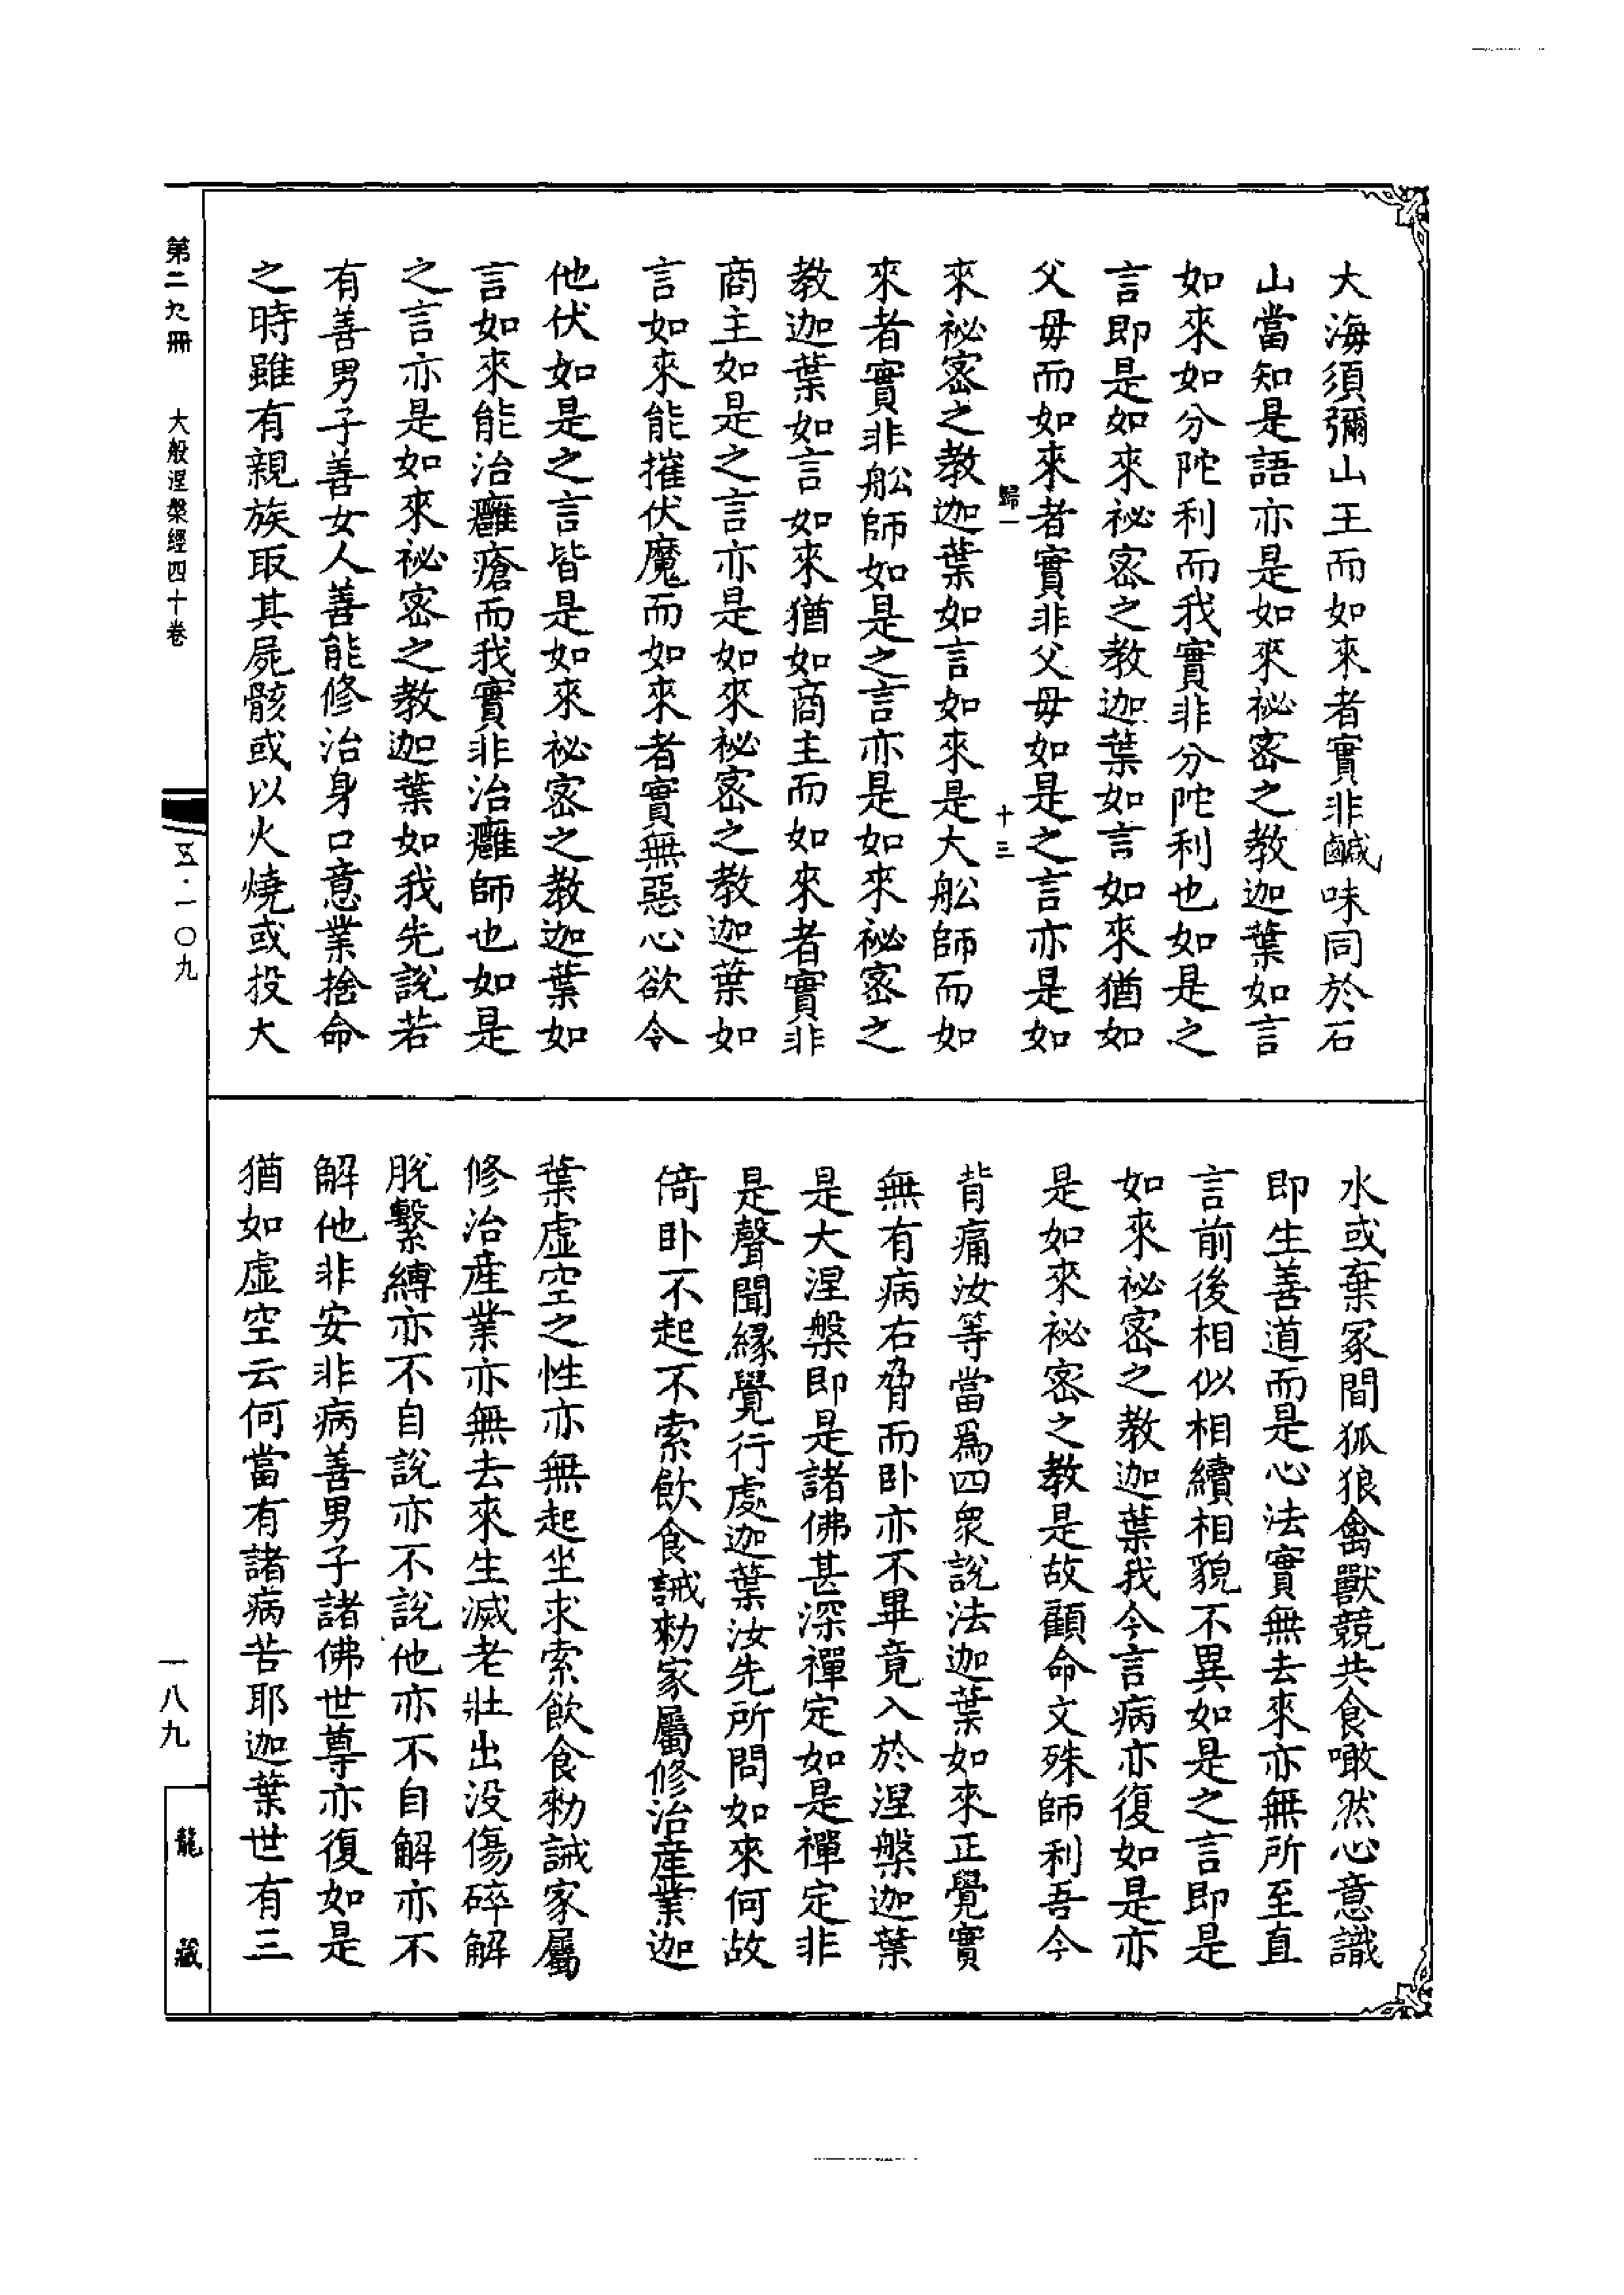 大海須彌山王而如來者實非鹹味同於石
山當知是語亦是如來祕密之教迦葉如言
如來如分陀利而我實非分陀利也如是之
言即是如來祕密之教迦葉如言如來猶如
父母而如來者實非父母如是之言亦是如
歸一 十三
來祕密之教迦葉如言如來是大舩師而如
來者實非舩師如是之言亦是如來祕密之
教迦葉如言如來猶如商主而如來者實非
商主如是之言亦是如來祕密之教迦葉如
言如來能摧伏魔而如來者實無惡心欲令
他伏如是之言皆是如來祕密之教迦葉如
言如來能治癰瘡而我實非治癰師也如是
之言亦是如來祕密之教迦葉如我先說若
有善男子善女人善能修治身口意業捨命
之時雖有親族取其屍骸或以火燒或投大
水或棄冢間狐狼禽獸競共食噉然心意識
即生善道而是心法實無去來亦無所至直
言前後相似相續相貌不異如是之言即是
如來祕密之教迦葉我今言病亦復如是亦
是如來祕密之教是故顧命文殊師利吾今
背痛汝等當爲四眾說法迦葉如來正覺實
無有病右脅而卧亦不畢竟入於涅槃迦葉
是大涅槃即是諸佛甚深禪定如是禪定非
是聲聞緣覺行處迦葉汝先所問如來何故
倚卧不起不索飲食誡勑家屬修治產業迦
葉虛空之性亦無起坐求索飲食勑誡家屬
修治產業亦無去來生滅老壯出没傷碎解
脫繫縛亦不自說亦不說他亦不自解亦不
解他非安非病善男子諸佛世尊亦復如是
猶如虛空云何當有諸病苦耶迦葉世有三
第二九冊 大般涅槃經四十卷
五·一〇九
一八九
龍藏